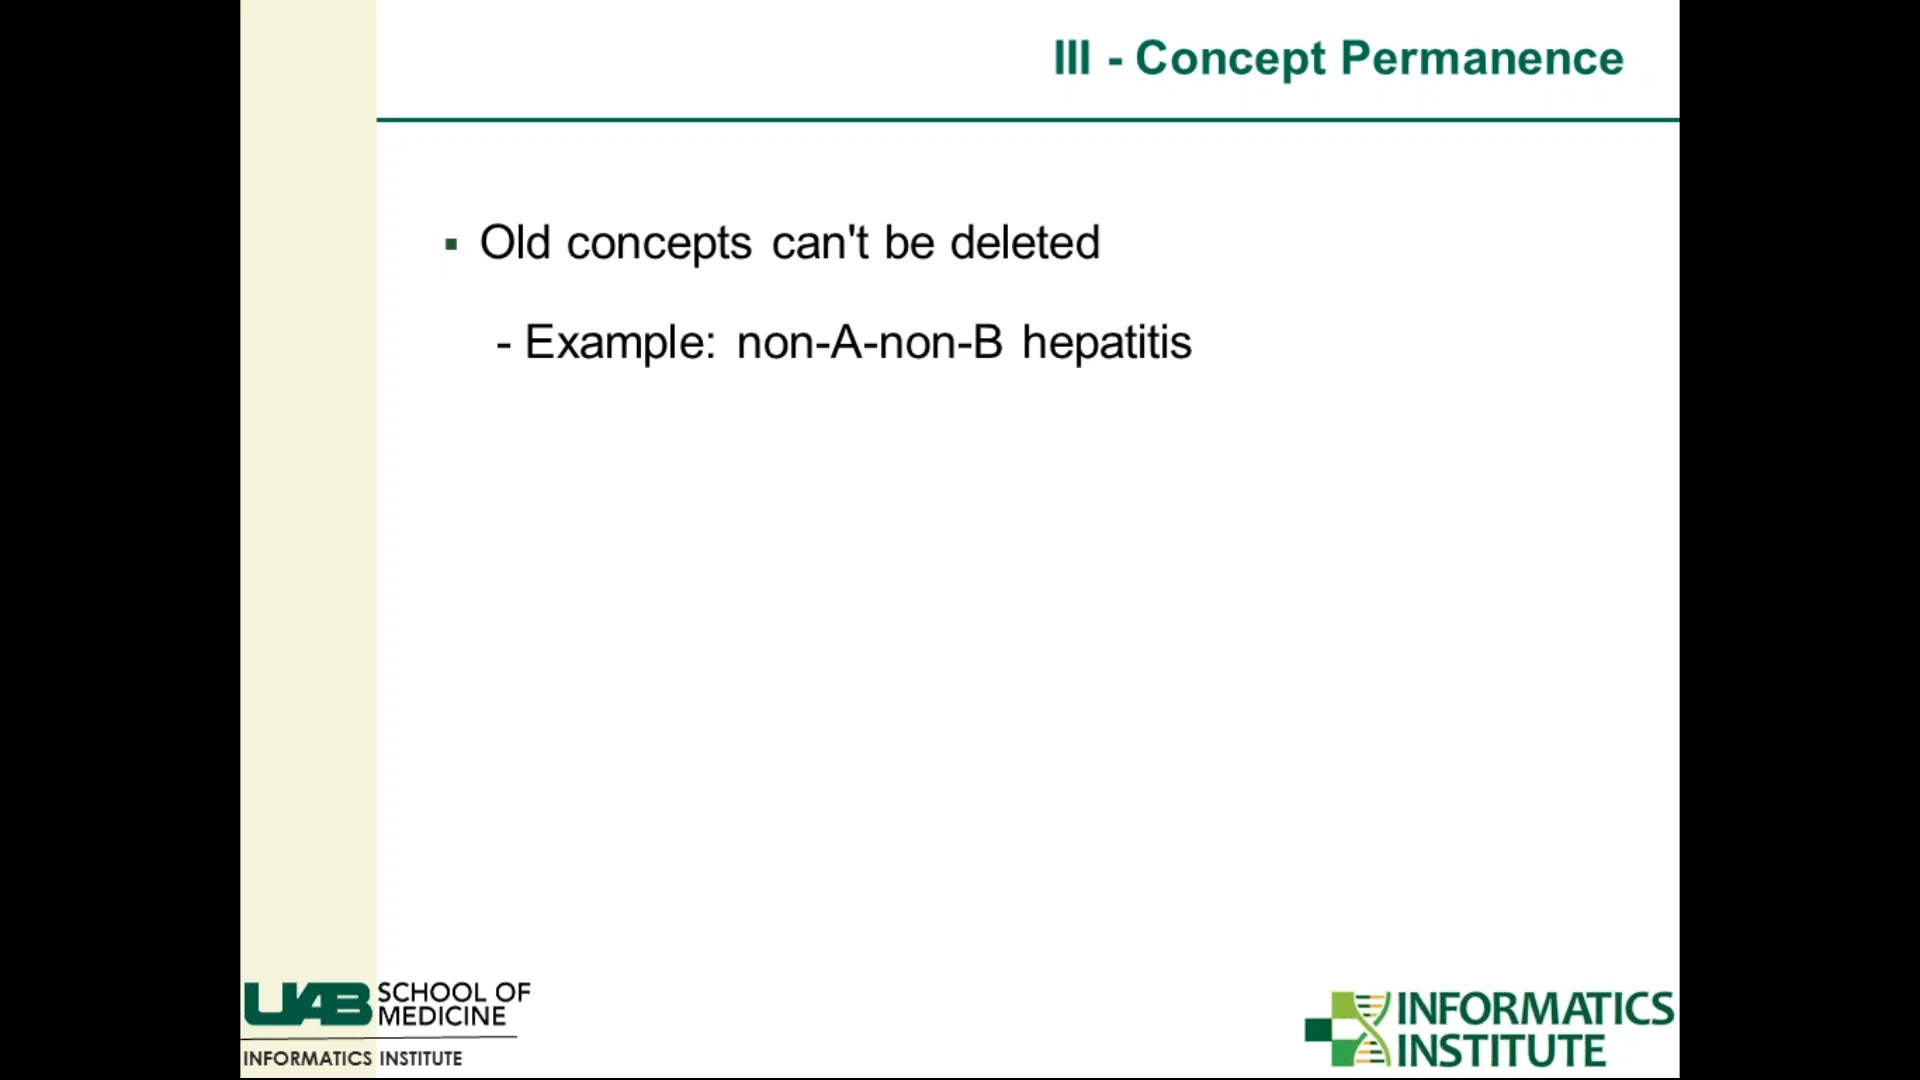 III - Concept Permanence
▪ Old concepts can't be deleted
- Example: non-A-non-B hepatitis
UAB SCHOOL OF
MEDICINE
INFORMATICS INSTITUTE
INFORMATICS
INSTITUTE